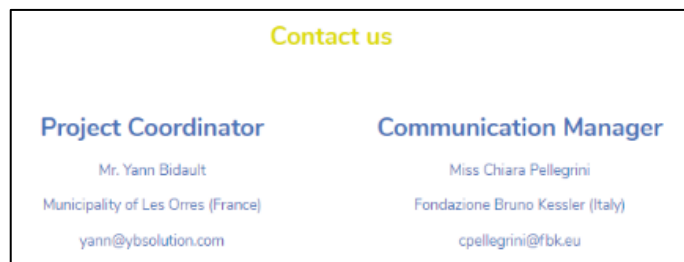 Contact us
Project Coordinator
Mr. Yann Bidault
Municipality of Les Orres (France)
yann@ybsolution.com
Communication Manager
Miss Chiara Pellegrini
Fondazione Bruno Kessler (Italy)
cpellegrini@fbk.eu